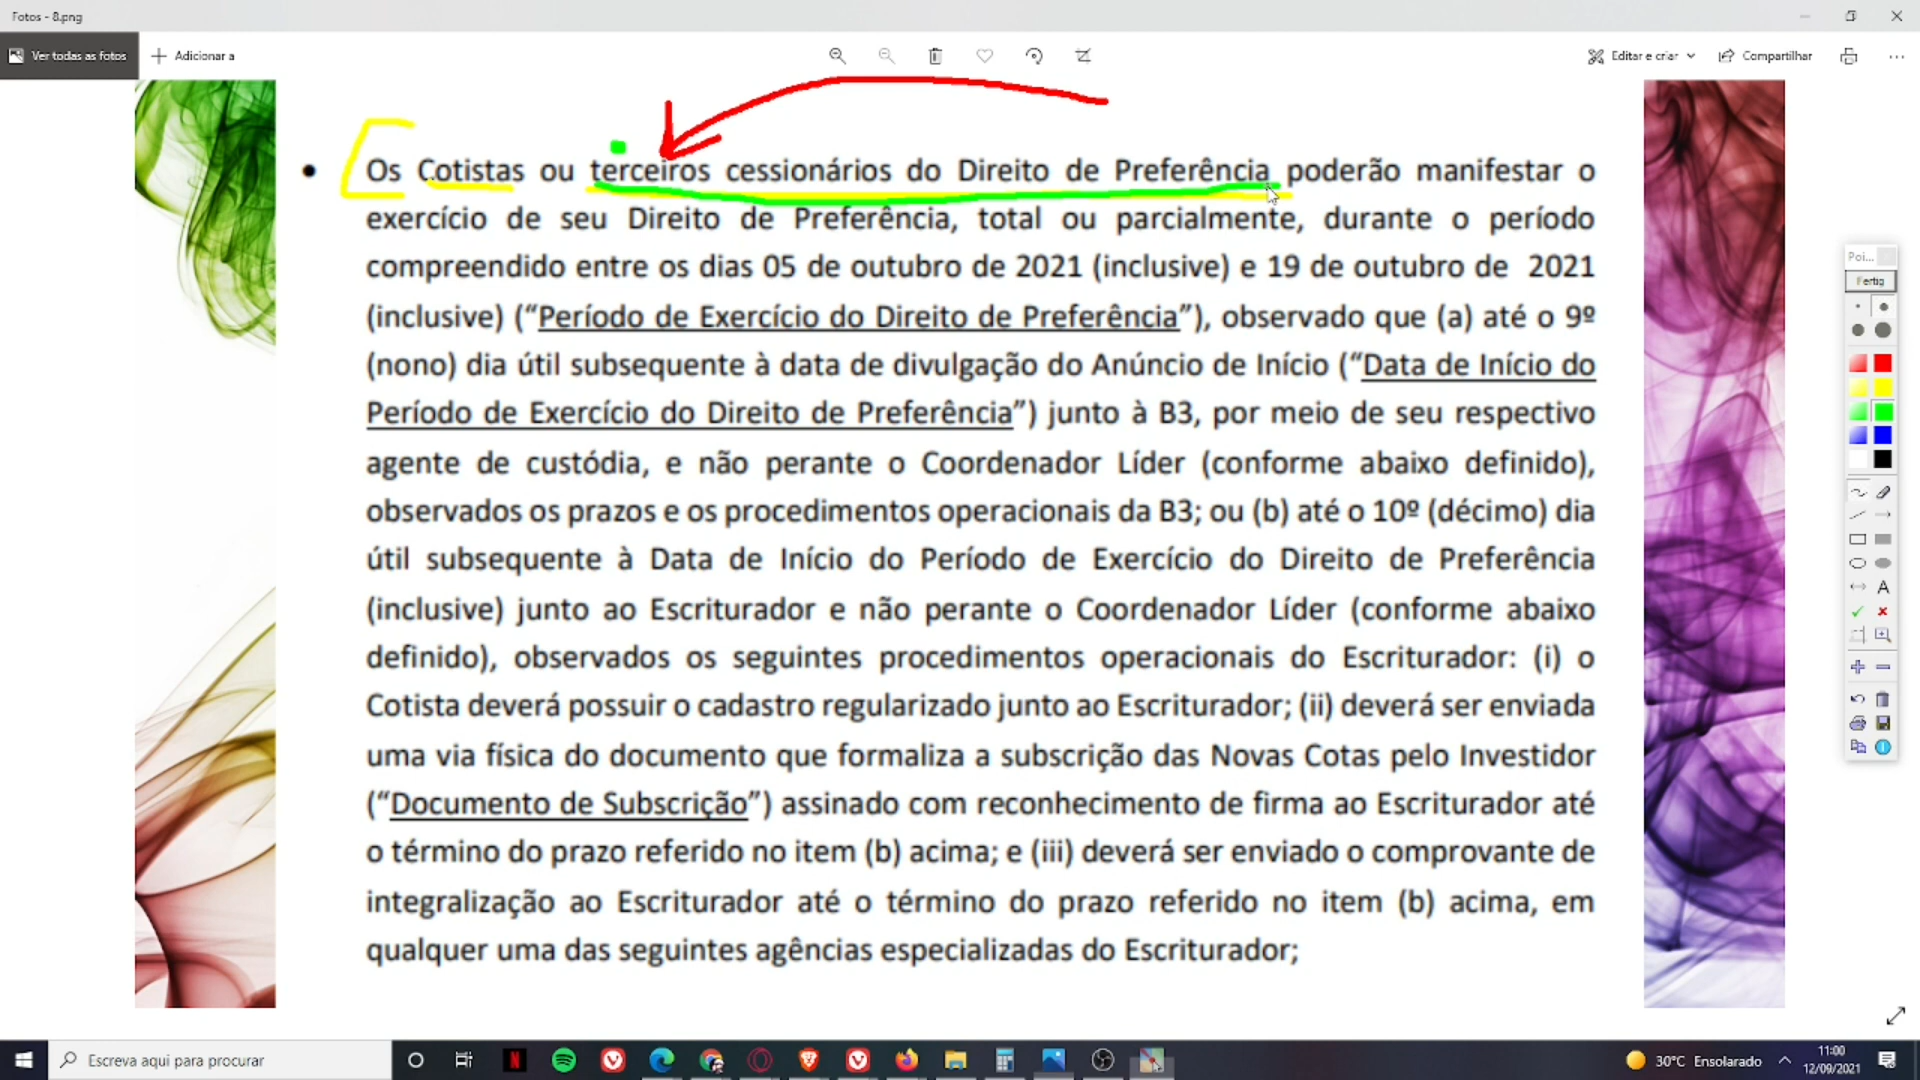 Fotos - 8.png
Ver todas as fotos
Adicionar a
Editar e criar
Compartilhar
• Os Cotistas ou terceiros cessionários do Direito de Preferência poderão manifestar o
exercício de seu Direito de Preferência, total ou parcialmente, durante o período
compreendido entre os dias 05 de outubro de 2021 (inclusive) e 19 de outubro de 2021
(inclusive) (“Período de Exercício do Direito de Preferência”), observado que (a) até o 9º
(nono) dia útil subsequente à data de divulgação do Anúncio de Início (“Data de Início do
Período de Exercício do Direito de Preferência”) junto à B3, por meio de seu respectivo
agente de custódia, e não perante o Coordenador Líder (conforme abaixo definido),
observados os prazos e os procedimentos operacionais da B3; ou (b) até o 10º (décimo) dia
útil subsequente à Data de Início do Período de Exercício do Direito de Preferência
(inclusive) junto ao Escriturador e não perante o Coordenador Líder (conforme abaixo
definido), observados os seguintes procedimentos operacionais do Escriturador: (i) o
Cotista deverá possuir o cadastro regularizado junto ao Escriturador; (ii) deverá ser enviada
uma via física do documento que formaliza a subscrição das Novas Cotas pelo Investidor
(“Documento de Subscrição”) assinado com reconhecimento de firma ao Escriturador até
o término do prazo referido no item (b) acima; e (iii) deverá ser enviado o comprovante de
integralização ao Escriturador até o término do prazo referido no item (b) acima, em
qualquer uma das seguintes agências especializadas do Escriturador;
Poi...
Fertig
A
Escreva aqui para procurar
30°C Ensolarado
11:00
12/09/2021